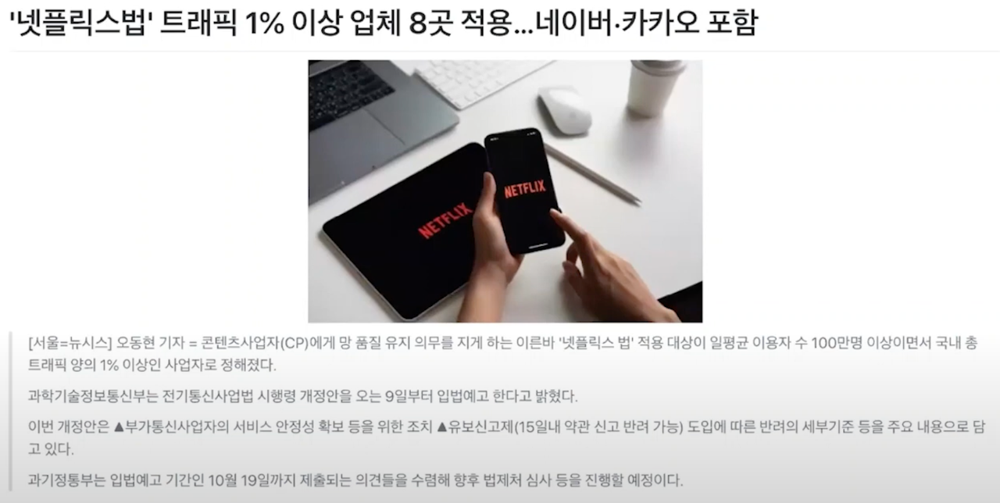 '넷플릭스법' 트래픽 1% 이상 업체 8곳 적용...네이버·카카오 포함
NETFLIX
NETFLIX
[서울=뉴시스] 오동현 기자 = 콘텐츠사업자(CP)에게 망 품질 유지 의무를 지게 하는 이른바 '넷플릭스 법' 적용 대상이 일평균 이용자 수 100만명 이상이면서 국내 총
트래픽 양의 1% 이상인 사업자로 정해졌다.
과학기술정보통신부는 전기통신사업법 시행령 개정안을 오는 9일부터 입법예고 한다고 밝혔다.
이번 개정안은 ▲부가통신사업자의 서비스 안정성 확보 등을 위한 조치 ▲유보신고제(15일내 약관 신고 반려 가능) 도입에 따른 반려의 세부기준 등을 주요 내용으로 담
고 있다.
과기정통부는 입법예고 기간인 10월 19일까지 제출되는 의견들을 수렴해 향후 법제처 심사 등을 진행할 예정이다.